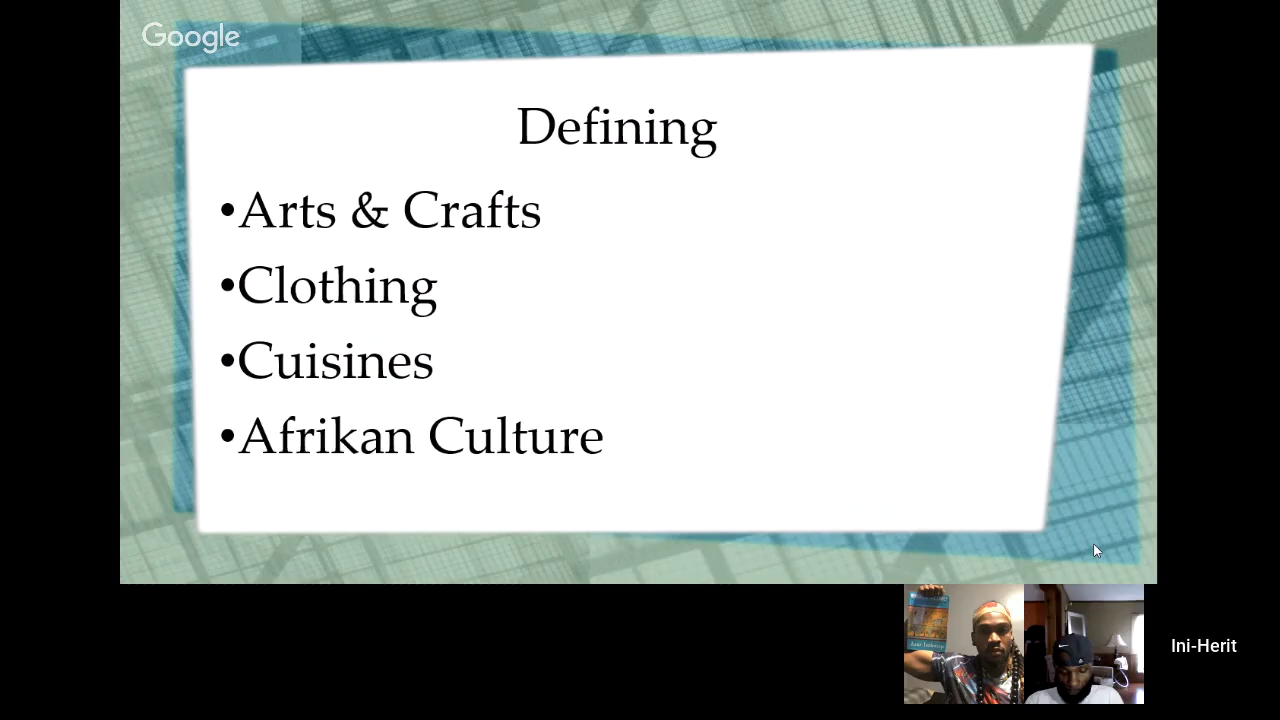 Google
Defining
•Arts & Crafts
•Clothing
•Cuisines
•Afrikan Culture
Ini-Herit